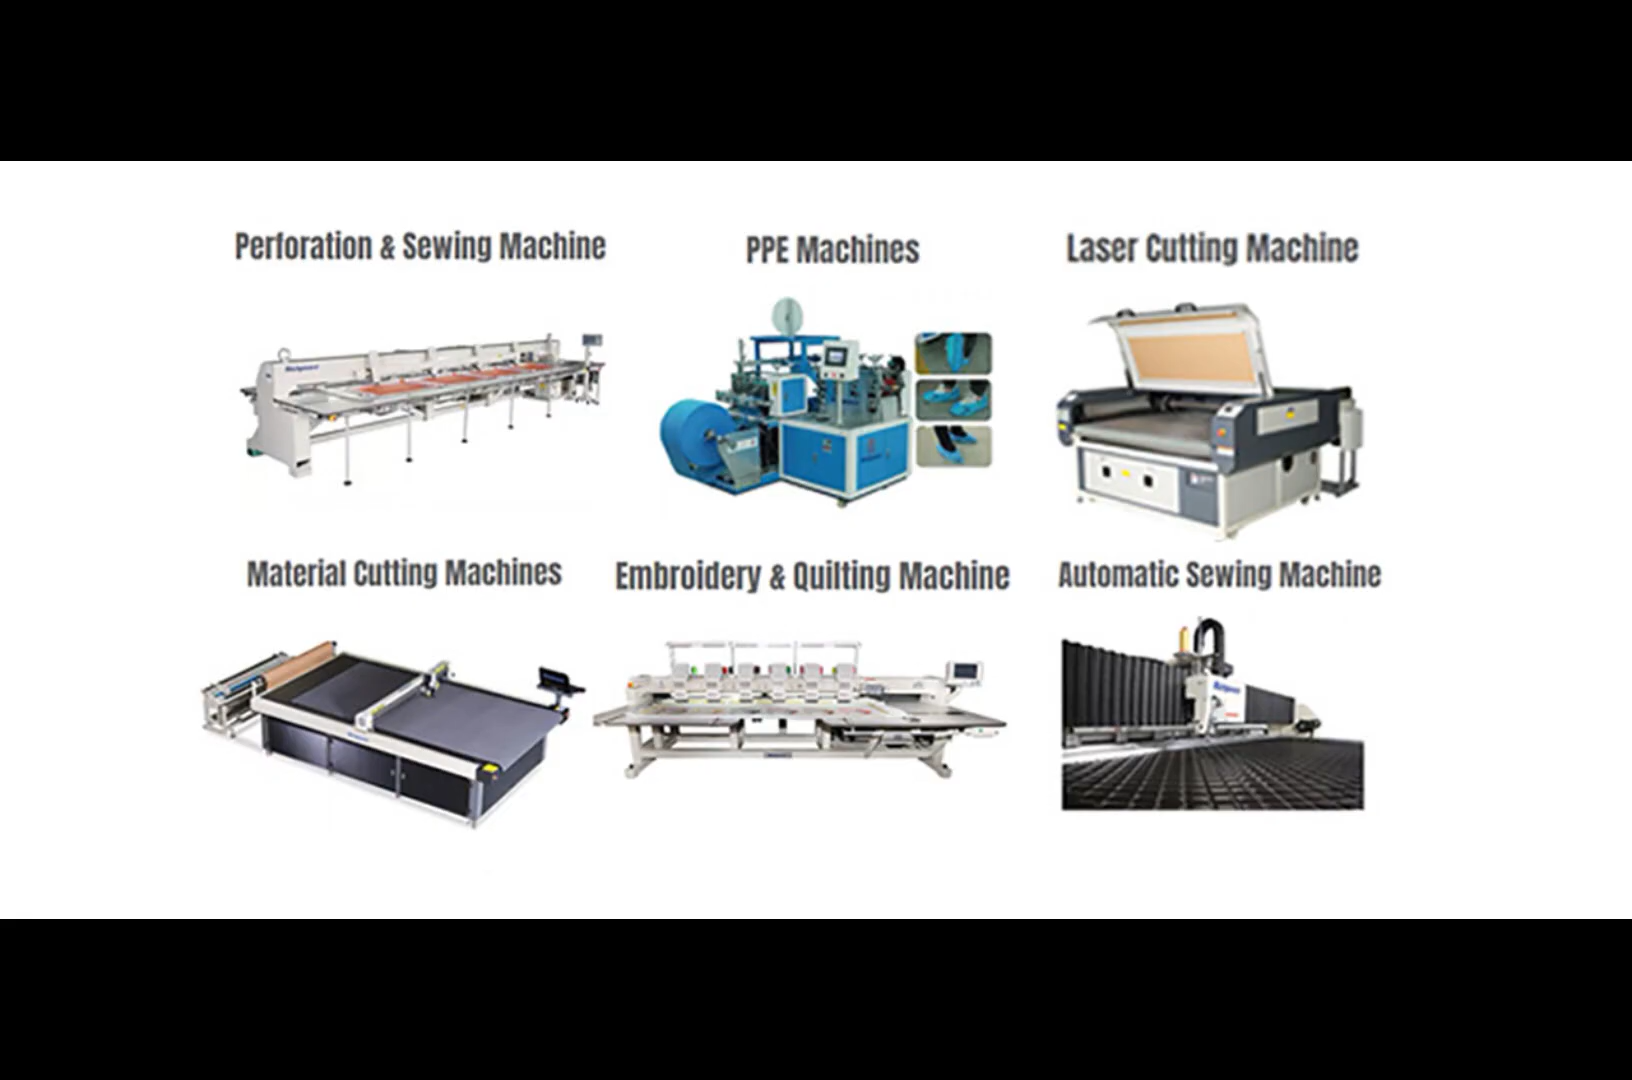 Perforation & Sewing Machine
PPE Machines
Laser Cutting Machine
Material Cutting Machines
Embroidery & Quilting Machine
Automatic Sewing Machine